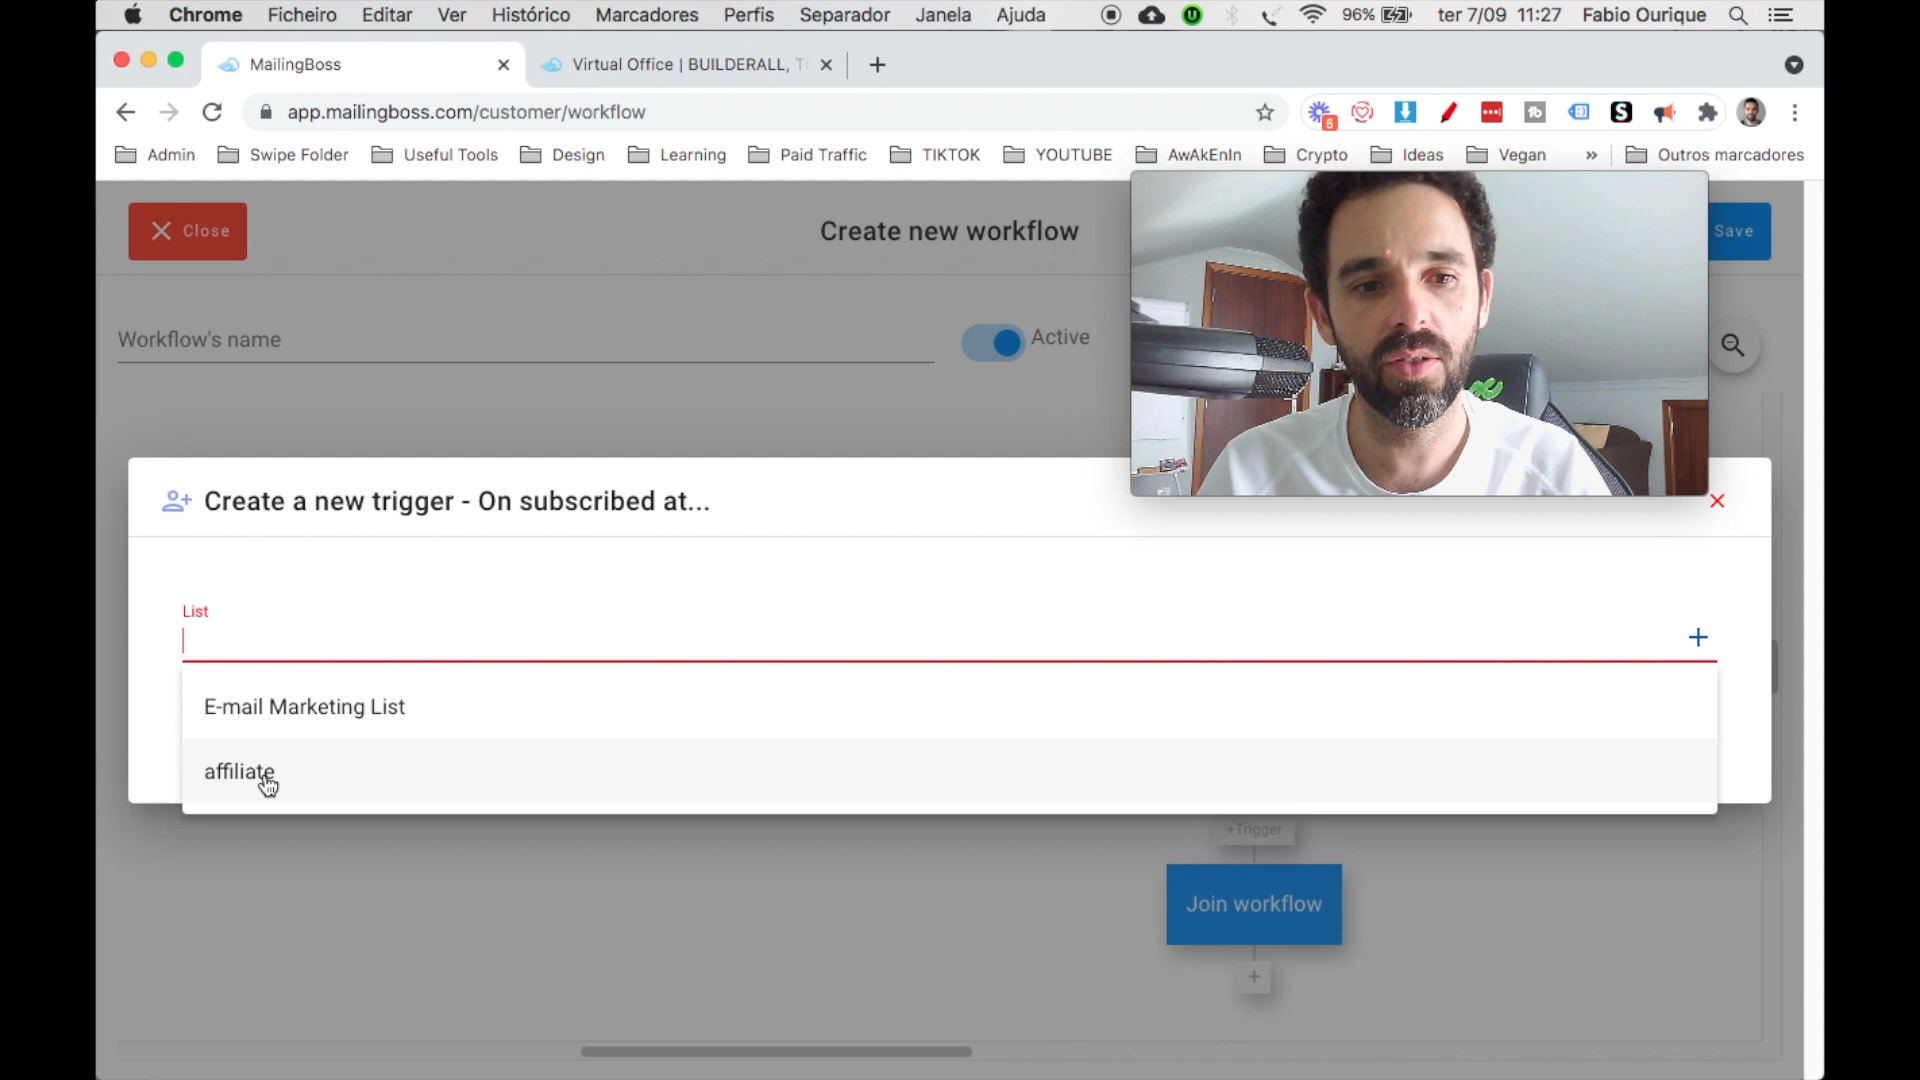 Chrome Ficheiro Editar Ver Histórico Marcadores Perfis Separador Janela Ajuda 96% ter 7/09 11:27 Fabio Ourique
MailingBoss Virtual Office | BUILDERALL, T
app.mailingboss.com/customer/workflow 5
Admin Swipe Folder Useful Tools Design Learning Paid Traffic TIKTOK YOUTUBE AwAkEnIn Crypto Ideas Vegan » Outros marcadores
Close Create new workflow Save
Workflow's name Active
Create a new trigger - On subscribed at...
List
E-mail Marketing List
affiliate
+Trigger
Join workflow
+